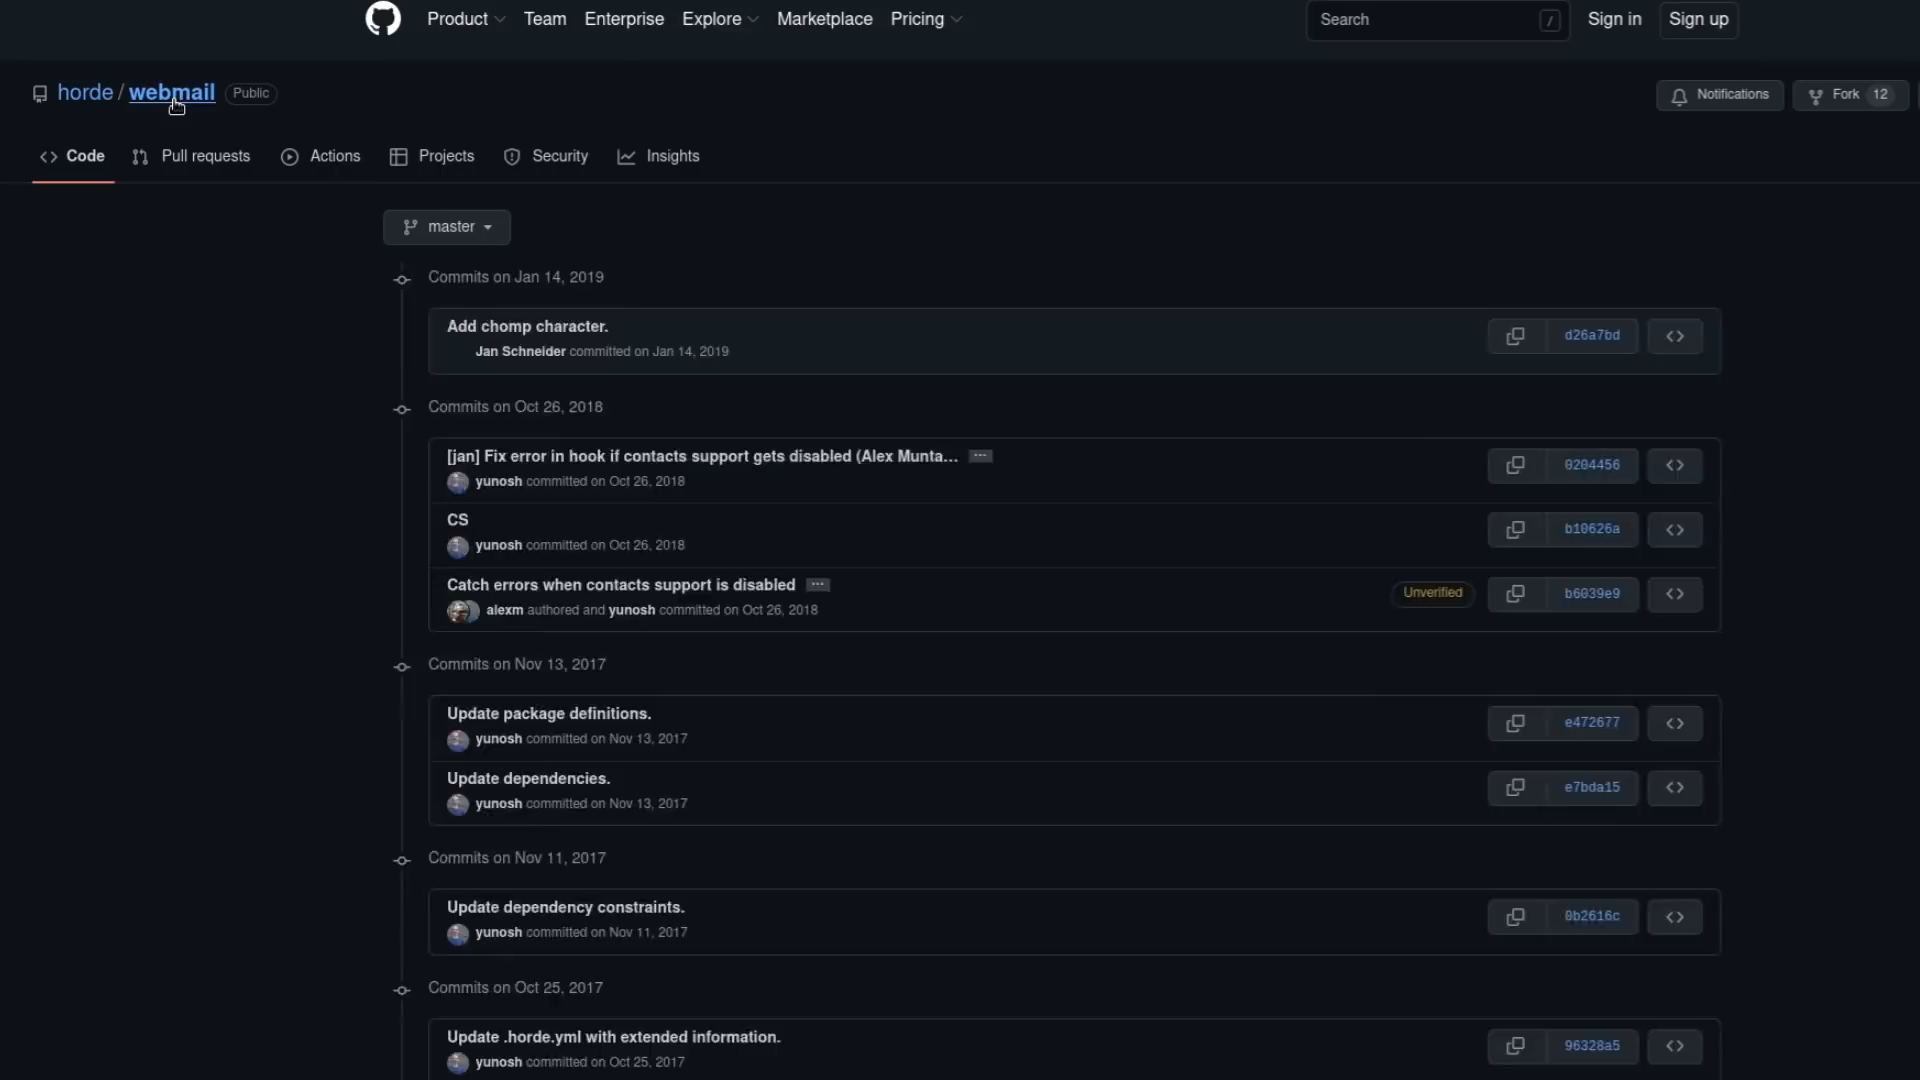 Product Team Enterprise Explore Marketplace Pricing Search / Sign in Sign up
horde / webmail Public Notifications Fork 12
Code Pull requests Actions Projects Security Insights
master
Commits on Jan 14, 2019
Add chomp character.
Jan Schneider committed on Jan 14, 2019
d26a7bd
Commits on Oct 26, 2018
[jan] Fix error in hook if contacts support gets disabled (Alex Munta…
yunosh committed on Oct 26, 2018
0204456
CS
yunosh committed on Oct 26, 2018
b10626a
Catch errors when contacts support is disabled
alexm authored and yunosh committed on Oct 26, 2018
Unverified b6039e9
Commits on Nov 13, 2017
Update package definitions.
yunosh committed on Nov 13, 2017
e472677
Update dependencies.
yunosh committed on Nov 13, 2017
e7bda15
Commits on Nov 11, 2017
Update dependency constraints.
yunosh committed on Nov 11, 2017
0b2616c
Commits on Oct 25, 2017
Update .horde.yml with extended information.
yunosh committed on Oct 25, 2017
96328a5